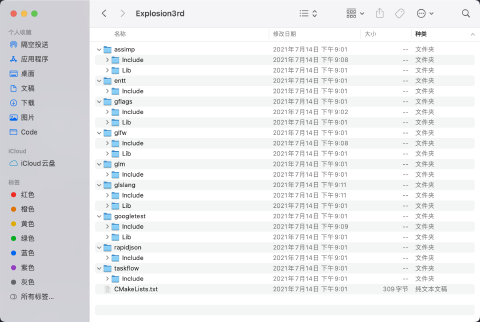 Explosion3rd
个人收藏
隔空投送
应用程序
桌面
文稿
下载
图片
Code
iCloud
iCloud云盘
标签
红色
橙色
黄色
绿色
蓝色
紫色
灰色
所有标签...
名称 修改日期 大小 种类
assimp 2021年7月14日 下午9:01 -- 文件夹
Include 2021年7月14日 下午9:08 -- 文件夹
Lib 2021年7月14日 下午9:01 -- 文件夹
entt 2021年7月14日 下午9:01 -- 文件夹
Include 2021年7月14日 下午9:01 -- 文件夹
gflags 2021年7月14日 下午9:01 -- 文件夹
Include 2021年7月14日 下午9:02 -- 文件夹
Lib 2021年7月14日 下午9:01 -- 文件夹
glfw 2021年7月14日 下午9:01 -- 文件夹
Include 2021年7月14日 下午9:08 -- 文件夹
Lib 2021年7月14日 下午9:01 -- 文件夹
glm 2021年7月14日 下午9:01 -- 文件夹
Include 2021年7月14日 下午9:01 -- 文件夹
glslang 2021年7月14日 下午9:11 -- 文件夹
Include 2021年7月14日 下午9:11 -- 文件夹
Lib 2021年7月14日 下午9:01 -- 文件夹
googletest 2021年7月14日 下午9:01 -- 文件夹
Include 2021年7月14日 下午9:09 -- 文件夹
Lib 2021年7月14日 下午9:01 -- 文件夹
rapidjson 2021年7月14日 下午9:01 -- 文件夹
Include 2021年7月14日 下午9:01 -- 文件夹
taskflow 2021年7月14日 下午9:01 -- 文件夹
Include 2021年7月14日 下午9:01 -- 文件夹
CMakeLists.txt 2021年7月14日 下午9:01 309字节 纯文本文稿